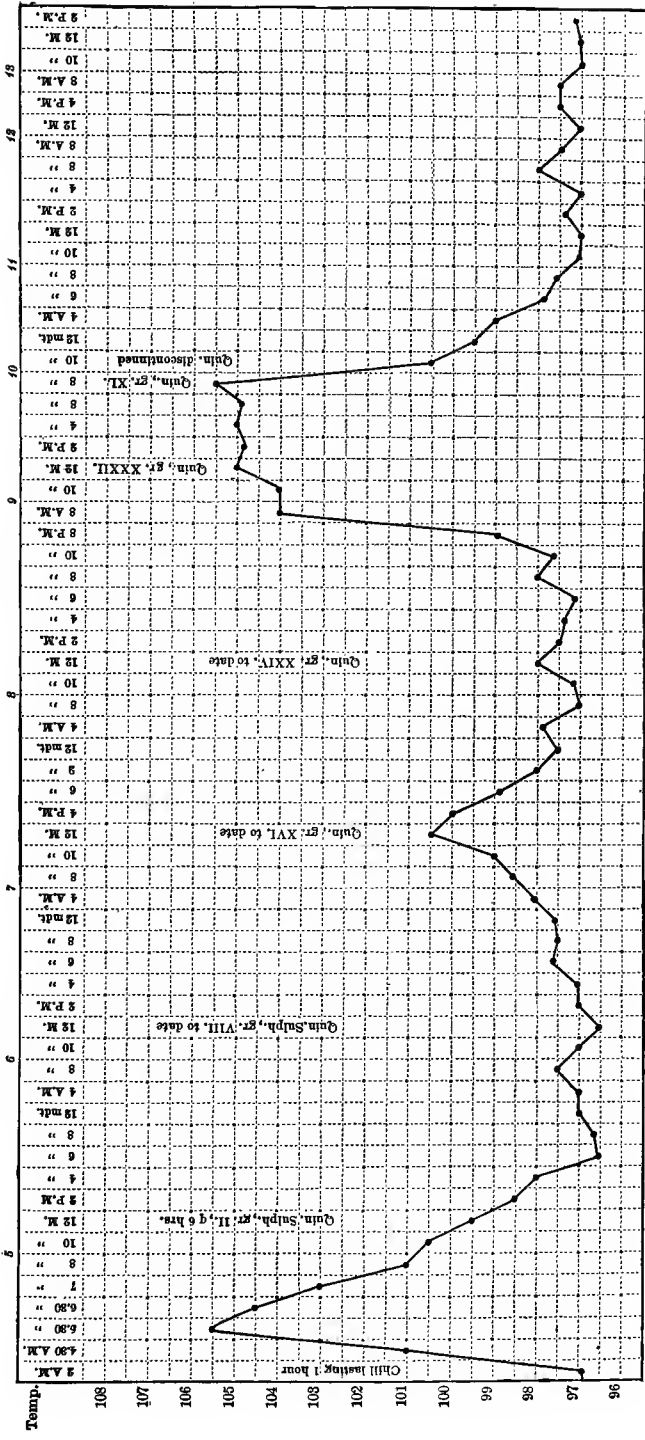 Temp.
5
6
7
8
9
10
11
12
13
2 A.M.
4.30 A.M.
5.30 "
6.30 "
7 "
8 "
10 "
12 M.
2 P.M.
4 "
6 "
8 "
12 mdt.
4 A.M.
8 "
10 "
12 M.
2 P.M.
4 "
6 "
8 "
12 mdt.
4 A.M.
8 "
10 "
12 M.
4 P.M.
6 "
9 "
12 mdt.
4 A.M.
8 "
10 "
12 M.
2 P.M.
4 "
6 "
8 "
10 "
8 P.M.
8 A.M.
10 "
12 M.
2 P.M.
4 "
8 "
8 "
10 "
12 mdt.
4 A.M.
6 "
8 "
10 "
12 M.
2 P.M.
4 "
8 "
8 A.M.
12 M.
4 P.M.
8 A.M.
10 "
12 M.
2 P.M.
108
107
106
105
104
103
102
101
100
99
98
97
96
Chill lasting 1 hour
Quin. Sulph., gr. II, q 6 hrs.
Quin. Sulph., gr. VIII. to date
Quin., gr. XVI. to date
Quin., gr. XXIV. to date
Quin., gr. XXXII.
Quin., gr. XL.
Quin. discontinued